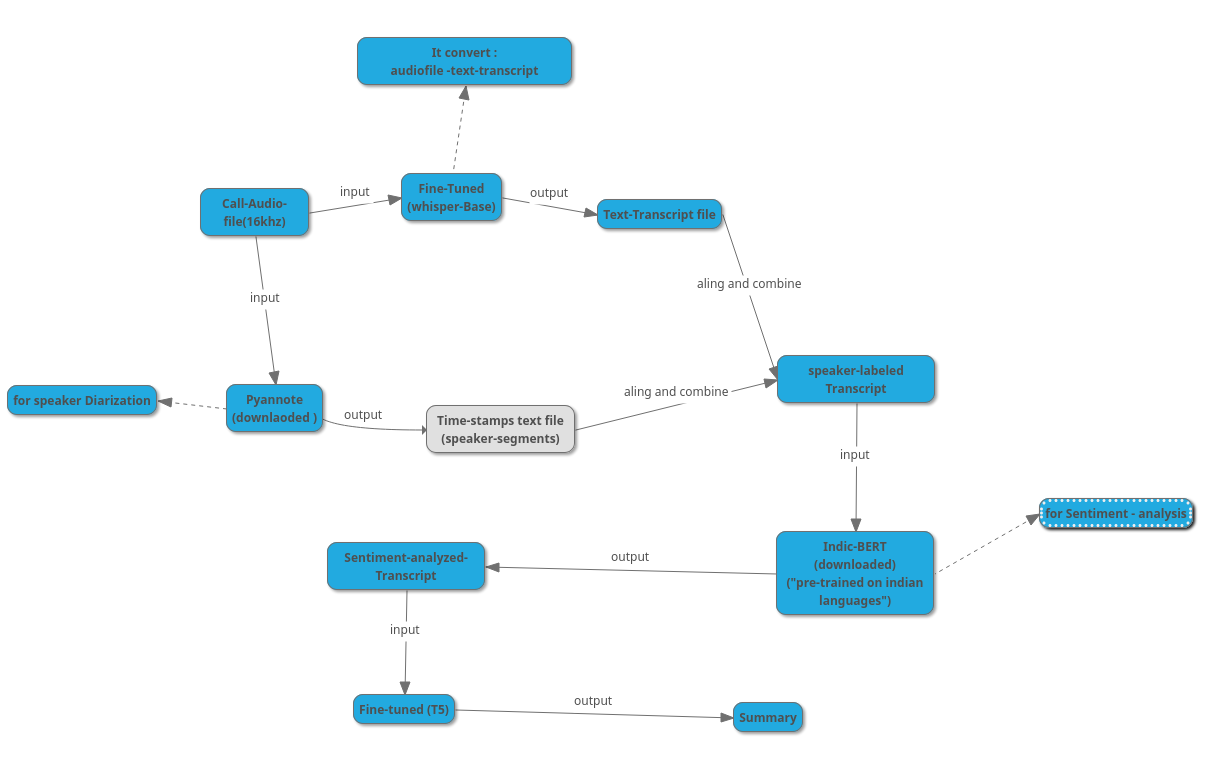 It convert :
audiofile -text-transcript
input
Fine-Tuned
(whisper-Base)
output
Call-Audio-
file(16khz)
Text-Transcript file
input
aling and combine
speaker-labeled
Transcript
aling and combine
for speaker Diarization
Pyannote
(downlaoded )
output
Time-stamps text file
(speaker-segments)
input
for Sentiment - analysis
Indic-BERT
(downloaded)
("pre-trained on indian
languages")
output
Sentiment-analyzed-
Transcript
input
Fine-tuned (T5)
output
Summary